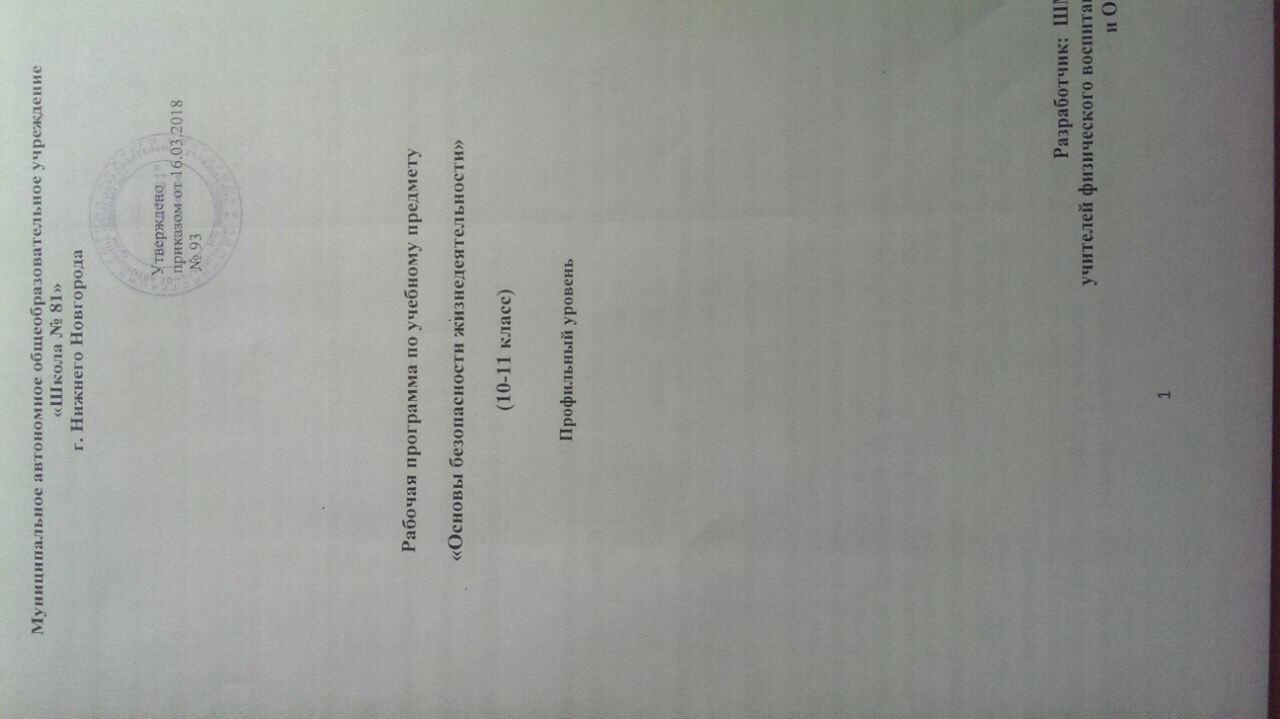 Муниципальное автономное общеобразовательное учреждение
«Школа № 81»
г. Нижнего Новгорода
Утверждено
приказом от 16.03.2018
№ 93
Рабочая программа по учебному предмету
«Основы безопасности жизнедеятельности»
(10-11 класс)
Профильный уровень
Разработчик:
учителей физического
и
1